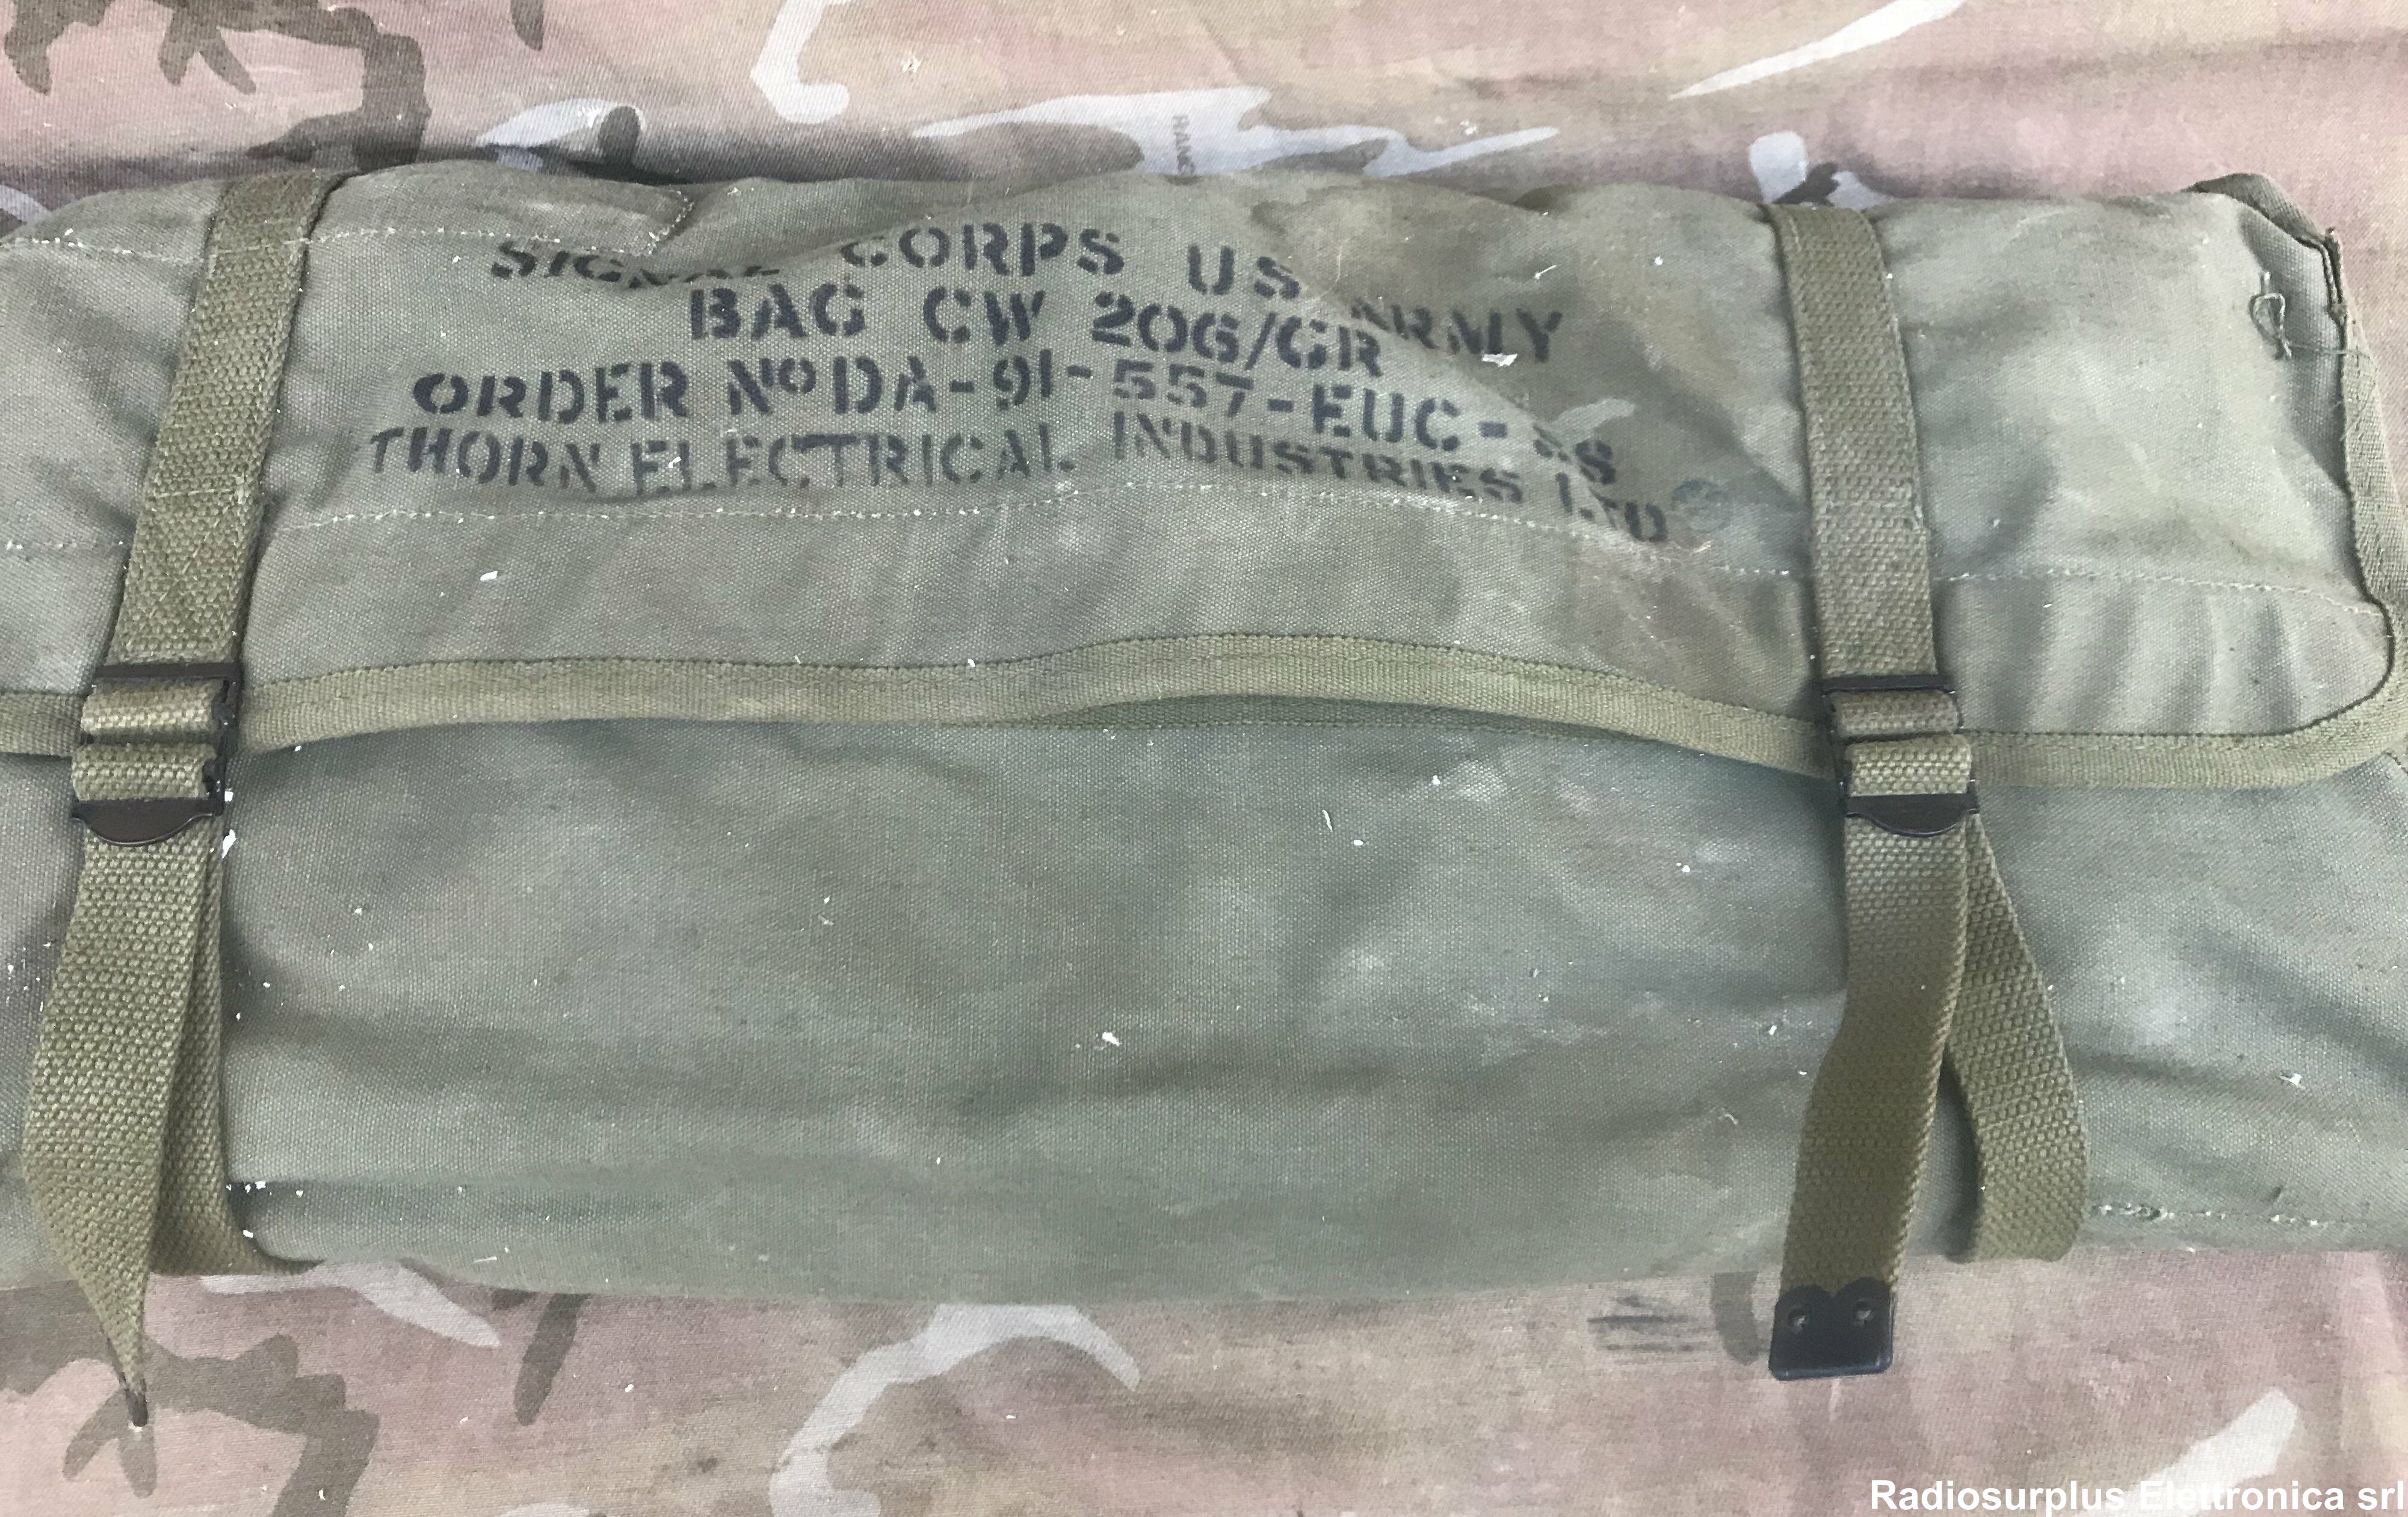 SIGNAL CORPS US ARMY
BAG CW 206/GR
ORDER No DA-91-557-EUC-
THORN ELECTRICAL INDUSTRIES LTD
Radiosurplus Elettronica srl